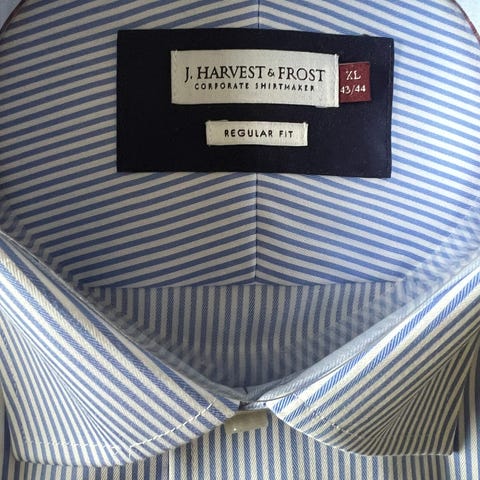 J. HARVEST & FROST
CORPORATE SHIRTMAKER
XL
43/44
REGULAR FIT